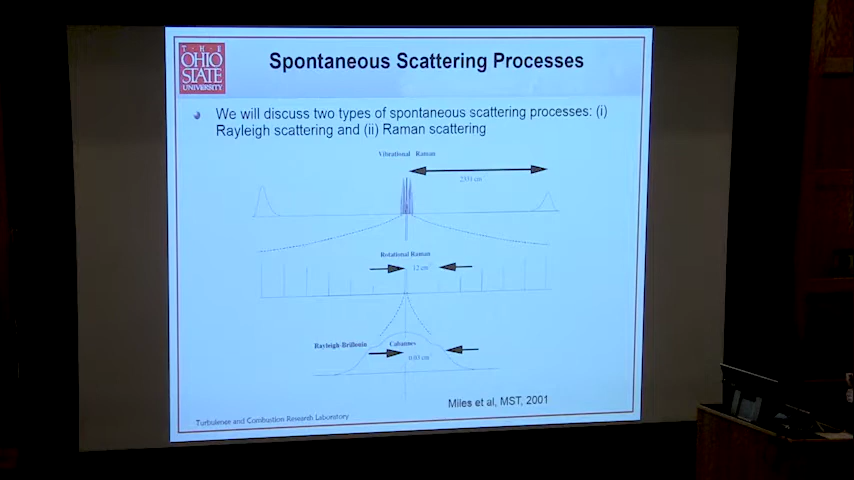 T · H · E
OHIO
STATE
UNIVERSITY
Spontaneous Scattering Processes
We will discuss two types of spontaneous scattering processes: (i)
Rayleigh scattering and (ii) Raman scattering
Vibrational Raman
2331 cm
Rotational Raman
12 cm
Rayleigh-Brillouin
Cabannes
0.03 cm
Miles et al, MST, 2001
Turbulence and Combustion Research Laboratory